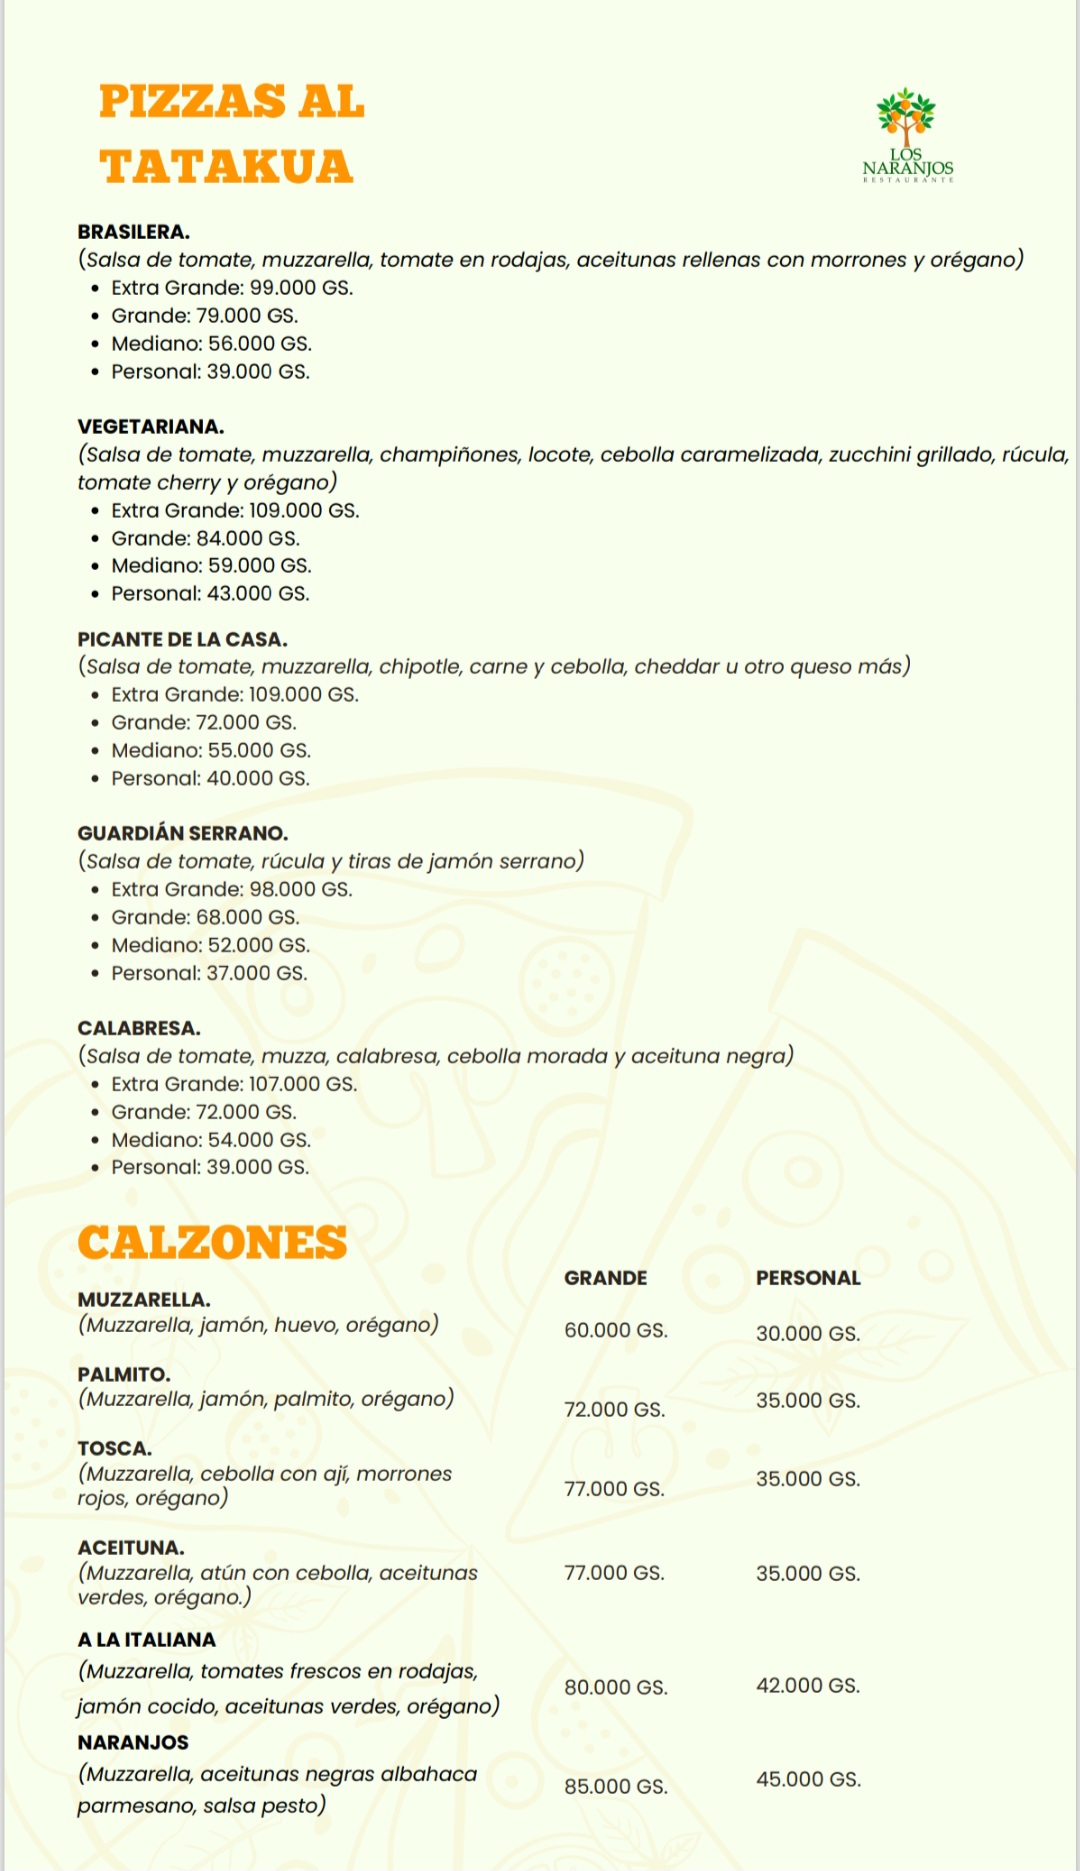 PIZZAS AL
TATAKUA
LOS
NARANJOS
RESTAURANTE
BRASILERA.
(Salsa de tomate, muzzarella, tomate en rodajas, aceitunas rellenas con morrones y orégano)
• Extra Grande: 99.000 GS.
• Grande: 79.000 GS.
• Mediano: 56.000 GS.
• Personal: 39.000 GS.
VEGETARIANA.
(Salsa de tomate, muzzarella, champiñones, locote, cebolla caramelizada, zucchini grillado, rúcula,
tomate cherry y orégano)
• Extra Grande: 109.000 GS.
• Grande: 84.000 GS.
• Mediano: 59.000 GS.
• Personal: 43.000 GS.
PICANTE DE LA CASA.
(Salsa de tomate, muzzarella, chipotle, carne y cebolla, cheddar u otro queso más)
• Extra Grande: 109.000 GS.
• Grande: 72.000 GS.
• Mediano: 55.000 GS.
• Personal: 40.000 GS.
GUARDIÁN SERRANO.
(Salsa de tomate, rúcula y tiras de jamón serrano)
• Extra Grande: 98.000 GS.
• Grande: 68.000 GS.
• Mediano: 52.000 GS.
• Personal: 37.000 GS.
CALABRESA.
(Salsa de tomate, muzza, calabresa, cebolla morada y aceituna negra)
• Extra Grande: 107.000 GS.
• Grande: 72.000 GS.
• Mediano: 54.000 GS.
• Personal: 39.000 GS.
CALZONES
GRANDE PERSONAL
MUZZARELLA.
(Muzzarella, jamón, huevo, orégano) 60.000 GS. 30.000 GS.
PALMITO.
(Muzzarella, jamón, palmito, orégano) 72.000 GS. 35.000 GS.
TOSCA.
(Muzzarella, cebolla con ají, morrones
rojos, orégano) 77.000 GS. 35.000 GS.
ACEITUNA.
(Muzzarella, atún con cebolla, aceitunas 77.000 GS. 35.000 GS.
verdes, orégano.)
A LA ITALIANA
(Muzzarella, tomates frescos en rodajas,
jamón cocido, aceitunas verdes, orégano) 80.000 GS. 42.000 GS.
NARANJOS
(Muzzarella, aceitunas negras albahaca
parmesano, salsa pesto) 85.000 GS. 45.000 GS.